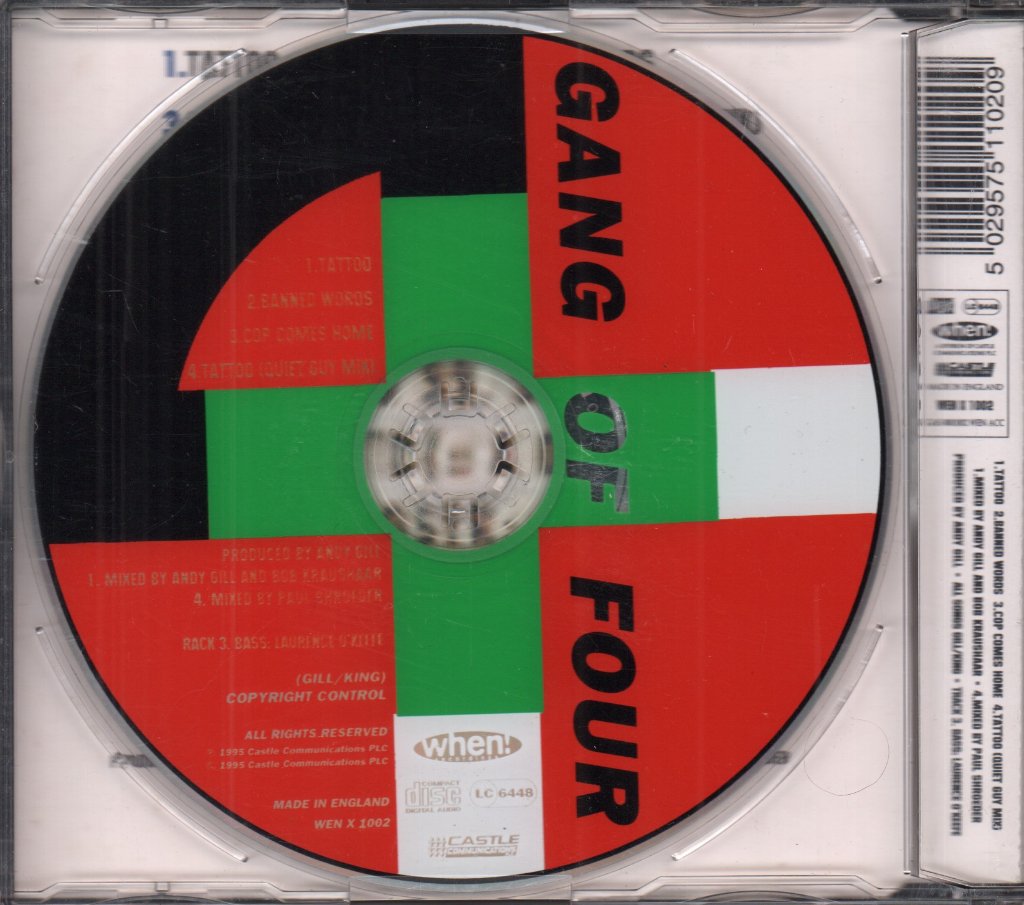 1.TATTOO
GANG OF FOUR
1.TATTOO
2.BANNED WORDS
3.COP COMES HOME
4.TATTOO (QUIET GUY MIX)
PRODUCED BY ANDY GILL
1. MIXED BY ANDY GILL AND BOB KRAUSHAAR
4. MIXED BY PAUL SHROEDER
RACK 3. BASS: LAURENCE O'KEEFE
(GILL/KING)
COPYRIGHT CONTROL
ALL RIGHTS RESERVED
℗ 1995 Castle Communications PLC
© 1995 Castle Communications PLC
MADE IN ENGLAND
WEN X 1002
when!
RECORDINGS
COMPACT
disc
DIGITAL AUDIO
LC 6448
CASTLE
COMMUNICATIONS
5 029575 110209
LC 6448
when!
COMMUNICATIONS PLC
MADE IN ENGLAND
WEN X 1002
1.TATTOO 2.BANNED WORDS 3.COP COMES HOME 4.TATTOO (QUIET GUY MIX)
1.MIXED BY ANDY GILL AND BOB KRAUSHAAR • 4.MIXED BY PAUL SHROEDER
PRODUCED BY ANDY GILL • ALL SONGS GILL/KING • TRACK 3. BASS: LAURENCE O'KEEFE